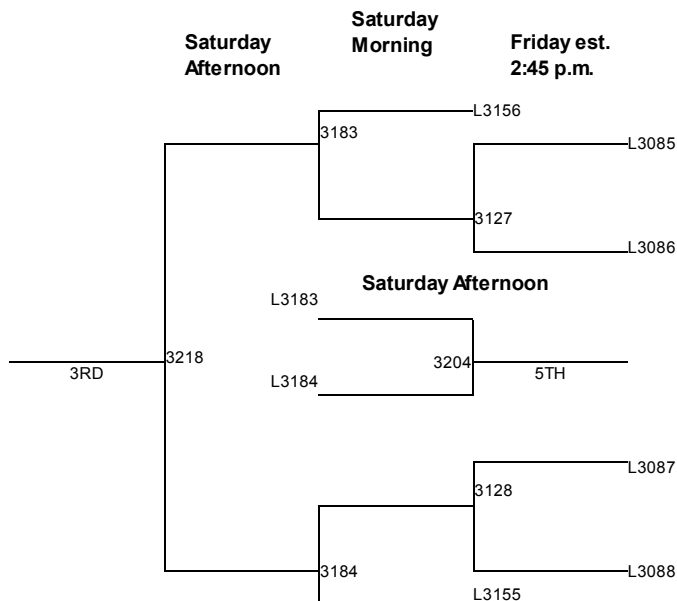 Saturday
Morning
Saturday
Afternoon
Friday est.
2:45 p.m.
L3156
3183
L3085
3127
L3086
Saturday Afternoon
L3183
3218
3204
3RD
L3184
5TH
L3087
3128
3184
L3088
L3155